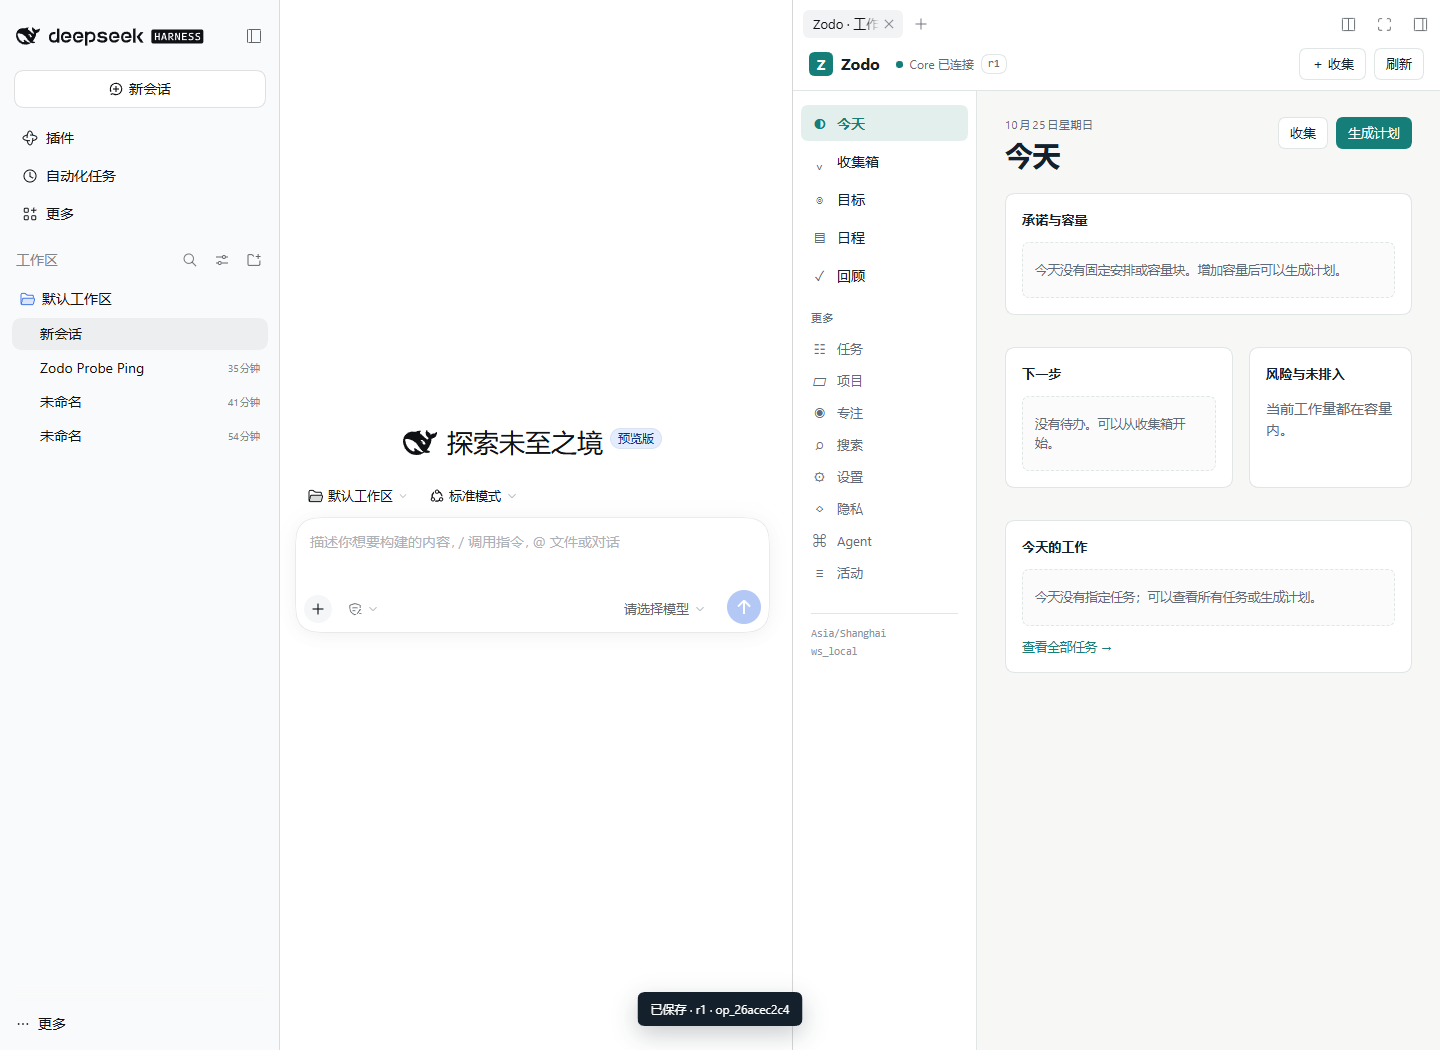 deepseek HARNESS
新会话
插件
自动化任务
更多
工作区
默认工作区
新会话
Zodo Probe Ping 35分钟
未命名 41分钟
未命名 54分钟
更多
探索未至之境 预览版
默认工作区 标准模式
描述你想要构建的内容, / 调用指令, @ 文件或对话
请选择模型
已保存 · r1 · op_26acec2c4
Zodo · 工作
Z Zodo Core 已连接 r1
+ 收集 刷新
今天
收集箱
目标
日程
回顾
更多
任务
项目
专注
搜索
设置
隐私
Agent
活动
Asia/Shanghai
ws_local
10月25日星期日
今天
收集 生成计划
承诺与容量
今天没有固定安排或容量块。增加容量后可以生成计划。
下一步
没有待办。可以从收集箱开
始。
风险与未排入
当前工作量都在容量
内。
今天的工作
今天没有指定任务；可以查看所有任务或生成计划。
查看全部任务 →